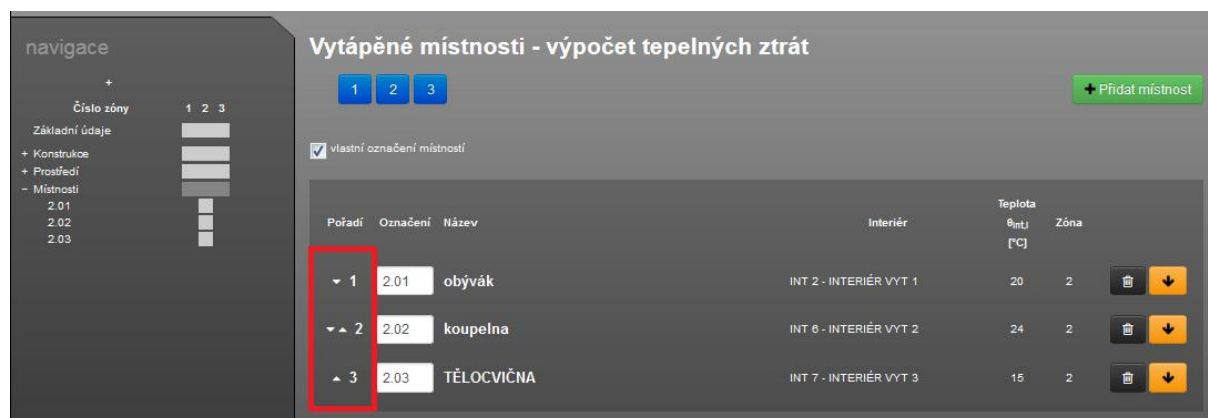 navigace
+
Číslo zóny 1 2 3
Základní údaje
+ Konstrukce
+ Prostředí
− Místnosti
2.01
2.02
2.03
Vytápěné místnosti - výpočet tepelných ztrát
1 2 3
+ Přidat místnost
vlastní označení místností
Pořadí Označení Název Interiér Teplota θint,i [°C] Zóna
1 2.01 obývák INT 2 - INTERIÉR VYT 1 20 2
2 2.02 koupelna INT 6 - INTERIÉR VYT 2 24 2
3 2.03 TĚLOCVIČNA INT 7 - INTERIÉR VYT 3 15 2